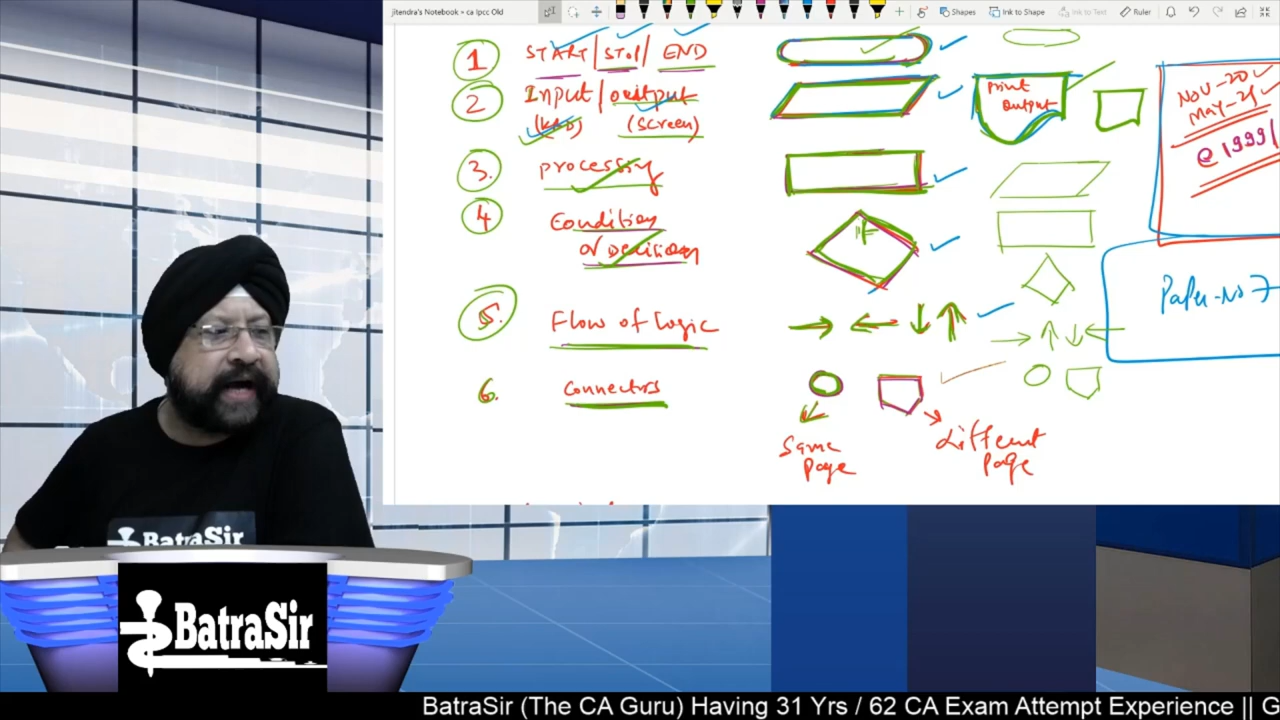 jitendra's Notebook » ca Ipcc Old
Shapes
Ink to Shape
Ink to Text
Ruler
1 START/STOP/END
2 Input/output
(KBD) (screen)
Print
output
Nov-20
May-21
@ 1999/
3. processing
4 Condition
or Decision
5. Flow of Logic
Paper-No 7
6. Connectors
Same
page
different
page
BatraSir
BatraSir
BatraSir (The CA Guru) Having 31 Yrs / 62 CA Exam Attempt Experience || G